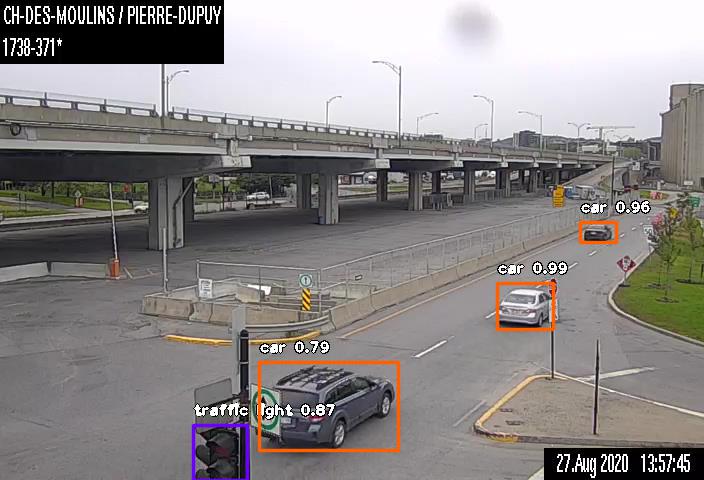 CH-DES-MOULINS / PIERRE-DUPUY
1738-371*
car 0.96
car 0.99
car 0.79
traffic light 0.87
27.Aug 2020 13:57:45